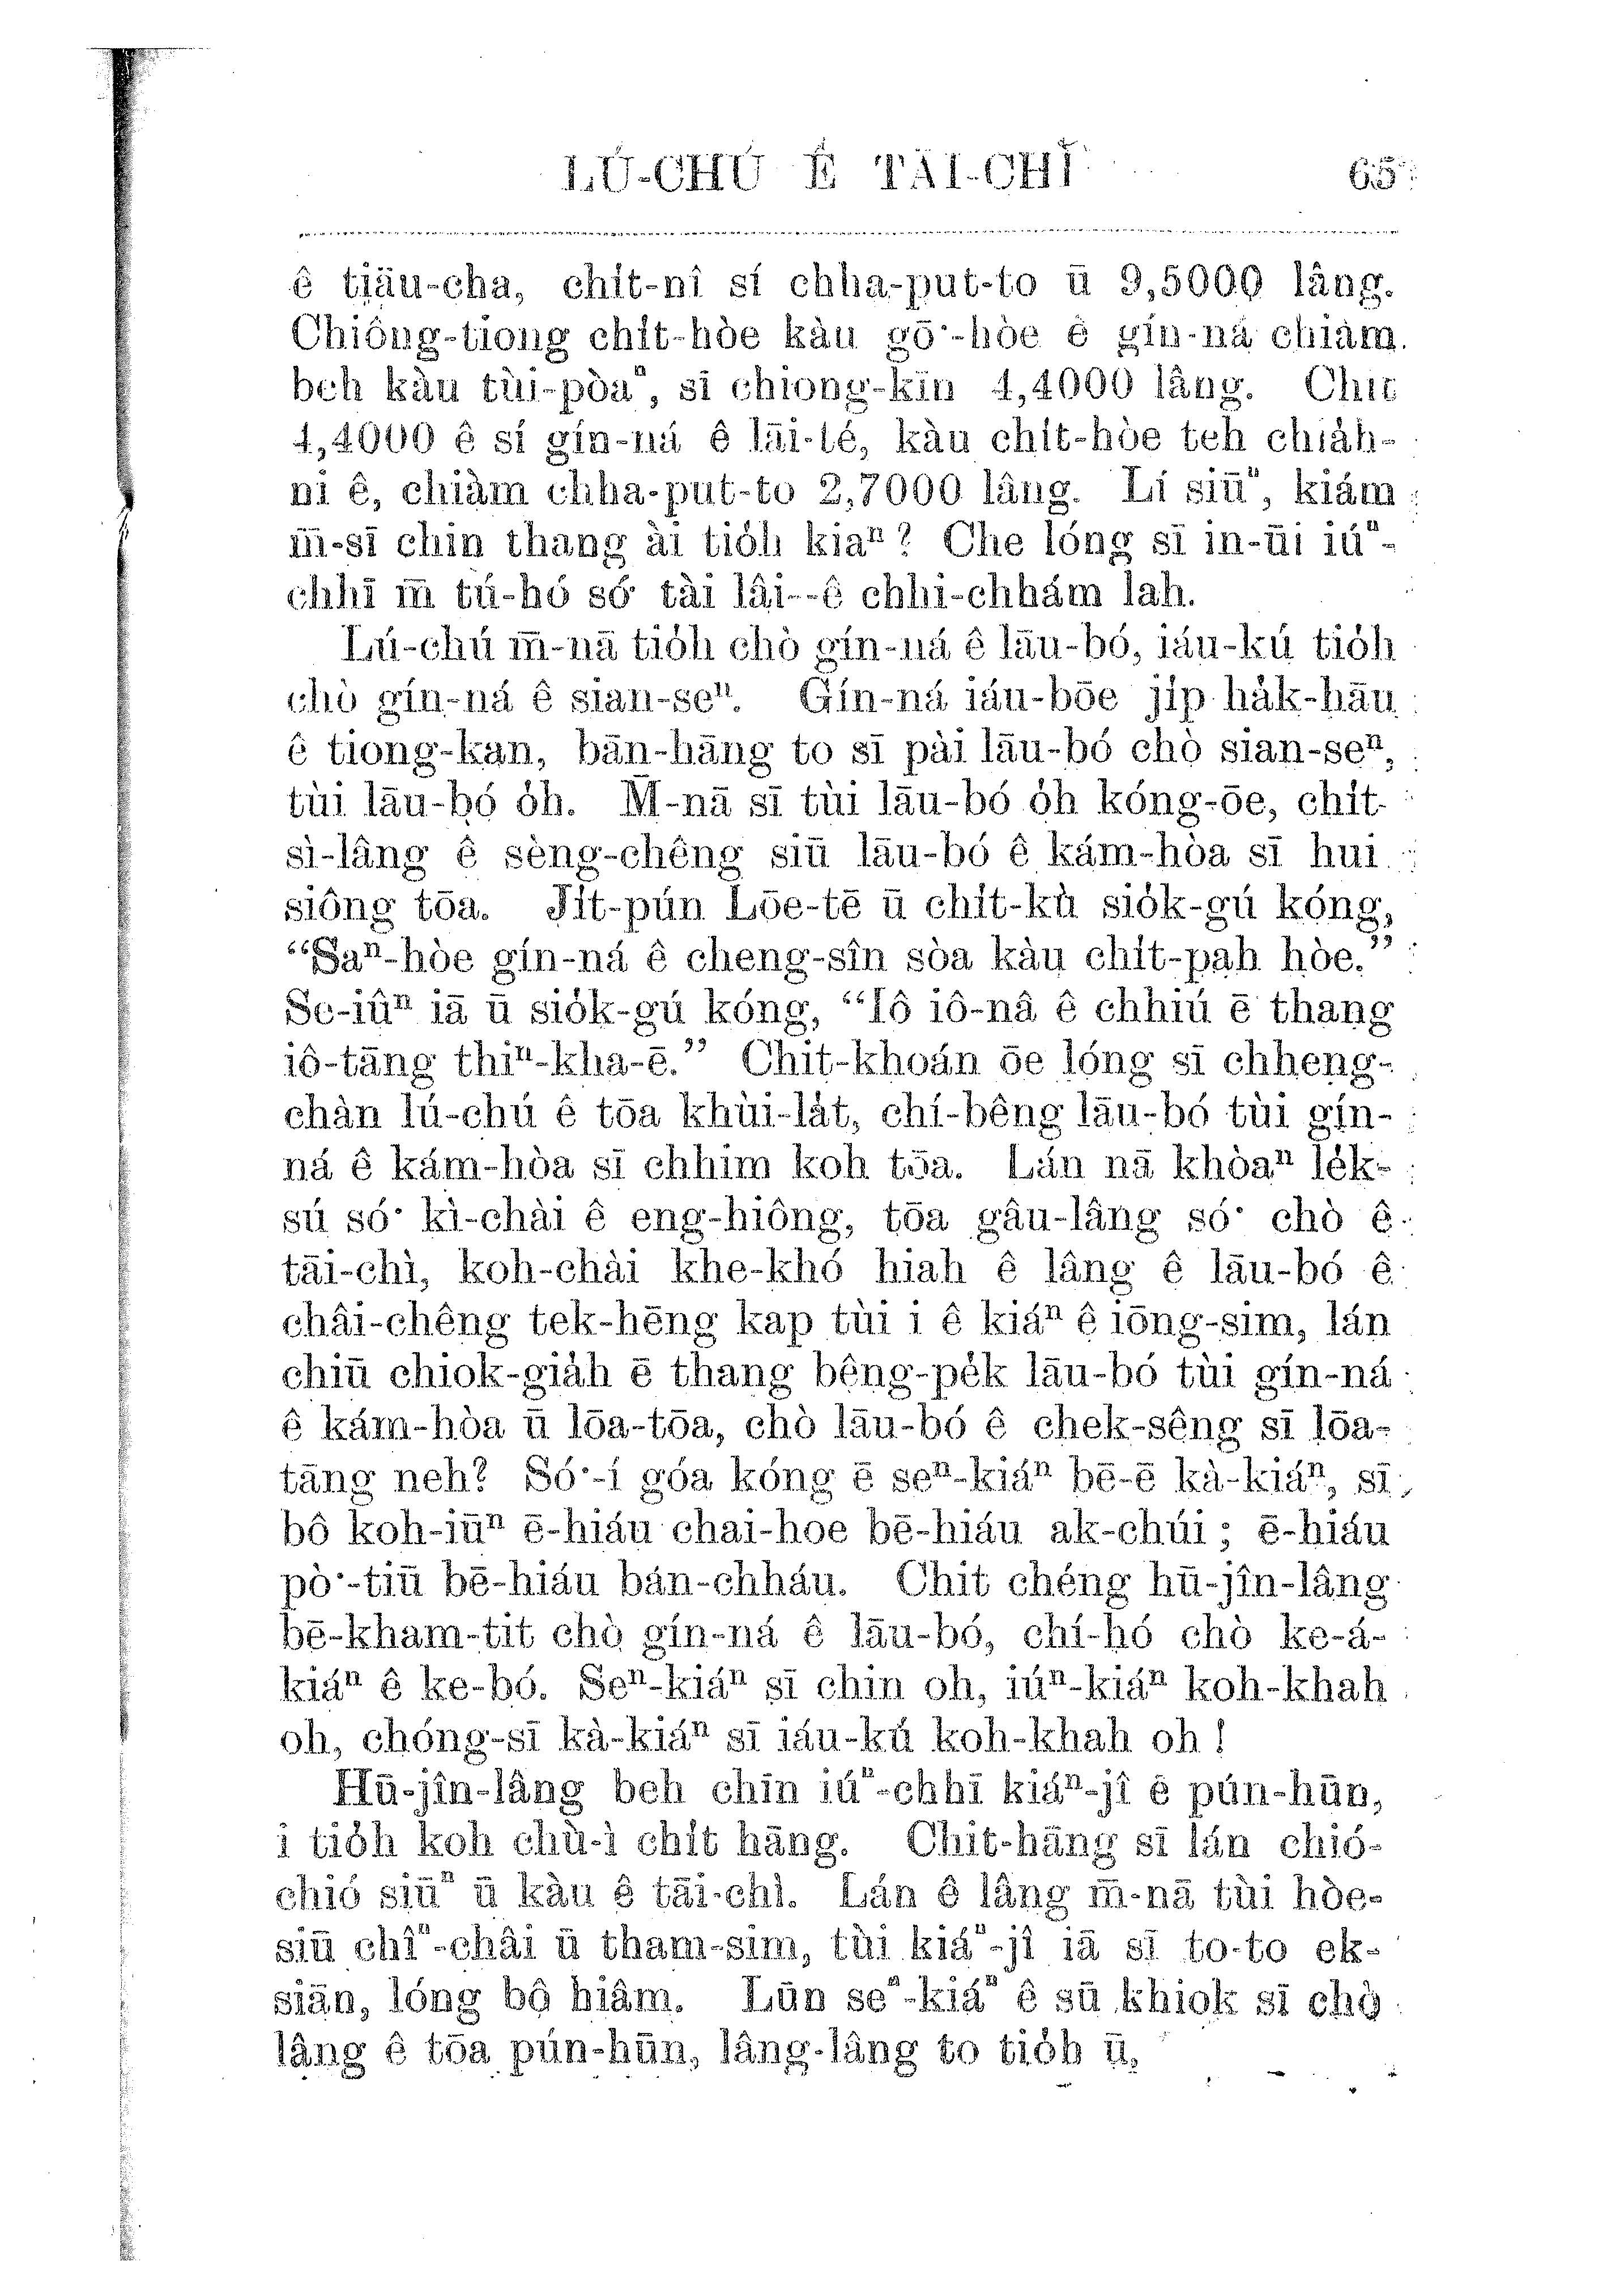 LÚ-CHÚ Ê TĀI-CHÌ 65
ê tiāu-cha, chi̍t-nî sí chha-put-to ū 9,5000 lâng.
Chiông-tiong chi̍t-hòe kàu gō͘-hòe ê gín-ná chiàm
beh kàu tùi-pòaⁿ, sī chiong-kīn 4,4000 lâng. Chit
4,4000 ê sí gín-ná ê lāi-té, kàu chi̍t-hòe teh chia̍h-
ni ê, chiàm chha-put-to 2,7000 lâng. Lí siūⁿ, kiám
m̄-sī chin thang ài tio̍h kiaⁿ? Che lóng sī in-ūi iúⁿ-
chhī m̄ tú-hó só͘ tài lâi--ê chhi-chhám lah.
Lú-chú m̄-nā tio̍h chò gín-ná ê lāu-bó, iáu-kú tio̍h
chò gín-ná ê sian-seⁿ. Gín-ná iáu-bōe ji̍p ha̍k-hāu
ê tiong-kan, bān-hāng to sī pài lāu-bó chò sian-seⁿ,
tùi lāu-bó o̍h. M̄-nā sī tùi lāu-bó o̍h kóng-ōe, chi̍t-
sì-lâng ê sèng-chêng siū lāu-bó ê kám-hòa sī hui
siông tōa. Ji̍t-pún Lōe-tē ū chi̍t-kù sio̍k-gú kóng,
“Saⁿ-hòe gín-ná ê cheng-sîn sòa kàu chi̍t-pah hòe.”
Se-iûⁿ iā ū sio̍k-gú kóng, “Iô iô-nâ ê chhiú ē thang
iô-tāng thiⁿ-kha-ē.” Chit-khoán ōe lóng sī chheng-
chàn lú-chú ê tōa khùi-la̍t, chí-bêng lāu-bó tùi gín-
ná ê kám-hòa sī chhim koh tōa. Lán nā khòaⁿ le̍k-
sú só͘ kì-chài ê eng-hiông, tōa gâu-lâng só͘ chò ê
tāi-chì, koh-chài khe-khó hiah ê lâng ê lāu-bó ê
châi-chêng tek-hēng kap tùi i ê kiáⁿ ê iōng-sim, lán
chiū chiok-gia̍h ē thang bêng-pe̍k lāu-bó tùi gín-ná
ê kám-hòa ū lōa-tōa, chò lāu-bó ê chek-sêng sī lōa-
tāng neh? Só͘-í góa kóng ē seⁿ-kiáⁿ bē-ē kà-kiáⁿ, sī
bô koh-iūⁿ ē-hiáu chai-hoe bē-hiáu ak-chúi; ē-hiáu
pò͘-tiū bē-hiáu bán-chháu. Chit chéng hū-jîn-lâng
bē-kham-tit chò gín-ná ê lāu-bó, chí-hó chò ke-á-
kiáⁿ ê ke-bó. Seⁿ-kiáⁿ sī chin oh, iúⁿ-kiáⁿ koh-khah
oh, chóng-sī kà-kiáⁿ sī iáu-kú koh-khah oh!
Hū-jîn-lâng beh chīn iúⁿ-chhī kiáⁿ-jî ê pún-hūn,
i tio̍h koh chù-ì chi̍t hāng. Chit-hāng sī lán chió-
chió siūⁿ ū kàu ê tāi-chì. Lán ê lâng m̄-nā tùi hòe-
siū chîⁿ-châi ū tham-sim, tùi kiáⁿ-jî iā sī to-to ek-
siān, lóng bô hiâm. Lūn seⁿ-kiáⁿ ê sū khiok sī chò
lâng ê tōa pún-hūn, lâng-lâng to tio̍h ū,